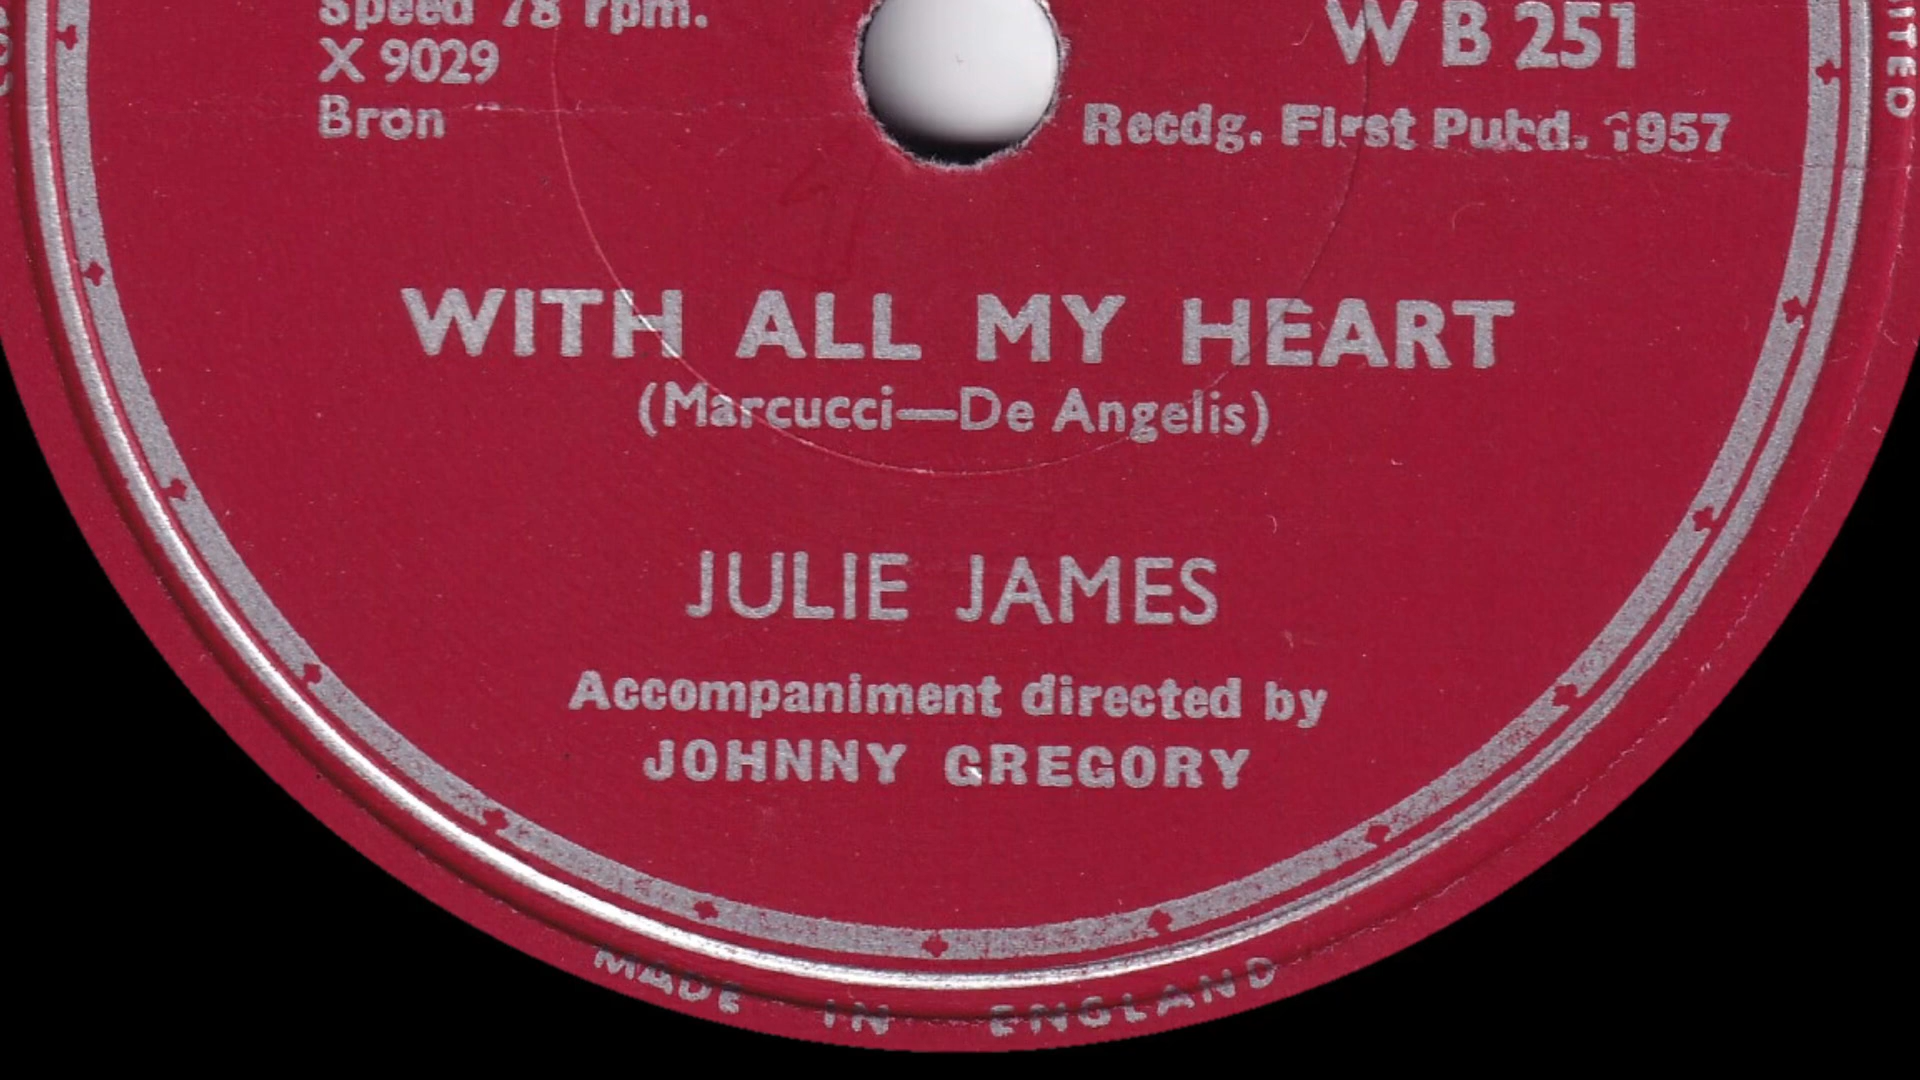 Speed 78 rpm.
X 9029
Bron
W B 251
Recdg. First Pubd. 1957
WITH ALL MY HEART
(Marcucci—De Angelis)
JULIE JAMES
Accompaniment directed by
JOHNNY GREGORY
MADE IN ENGLAND